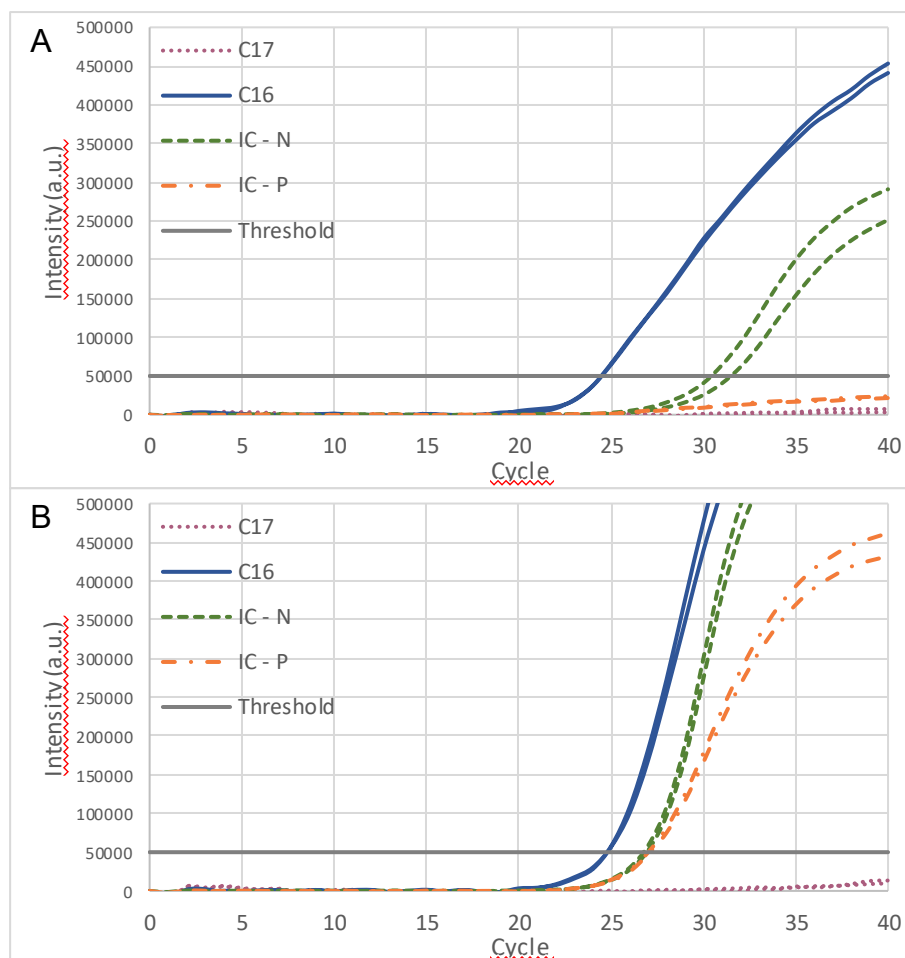 A
500000
450000
400000
350000
300000
250000
200000
150000
100000
50000
0
Intensity (a.u.)
C17
C16
IC - N
IC - P
Threshold
0 5 10 15 20 25 30 35 40
Cycle
B
500000
450000
400000
350000
300000
250000
200000
150000
100000
50000
0
Intensity (a.u.)
C17
C16
IC - N
IC - P
Threshold
0 5 10 15 20 25 30 35 40
Cycle